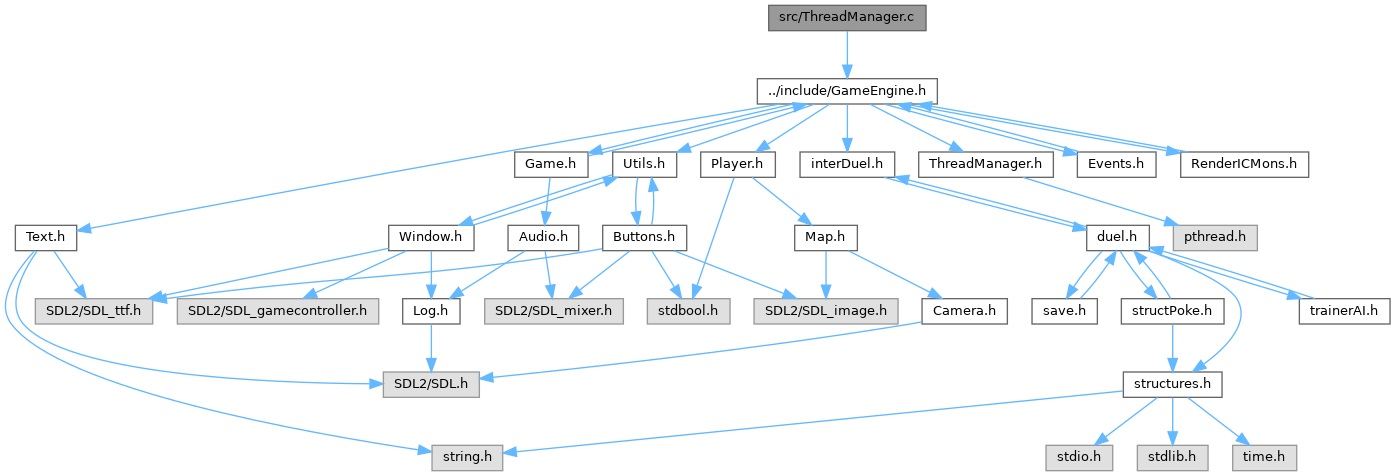 src/ThreadManager.c
../include/GameEngine.h
Game.h
Utils.h
Player.h
interDuel.h
ThreadManager.h
Events.h
RenderICMons.h
Text.h
Window.h
Audio.h
Buttons.h
Map.h
duel.h
pthread.h
SDL2/SDL_ttf.h
SDL2/SDL_gamecontroller.h
Log.h
SDL2/SDL_mixer.h
stdbool.h
SDL2/SDL_image.h
Camera.h
save.h
structPoke.h
trainerAI.h
SDL2/SDL.h
structures.h
string.h
stdio.h
stdlib.h
time.h